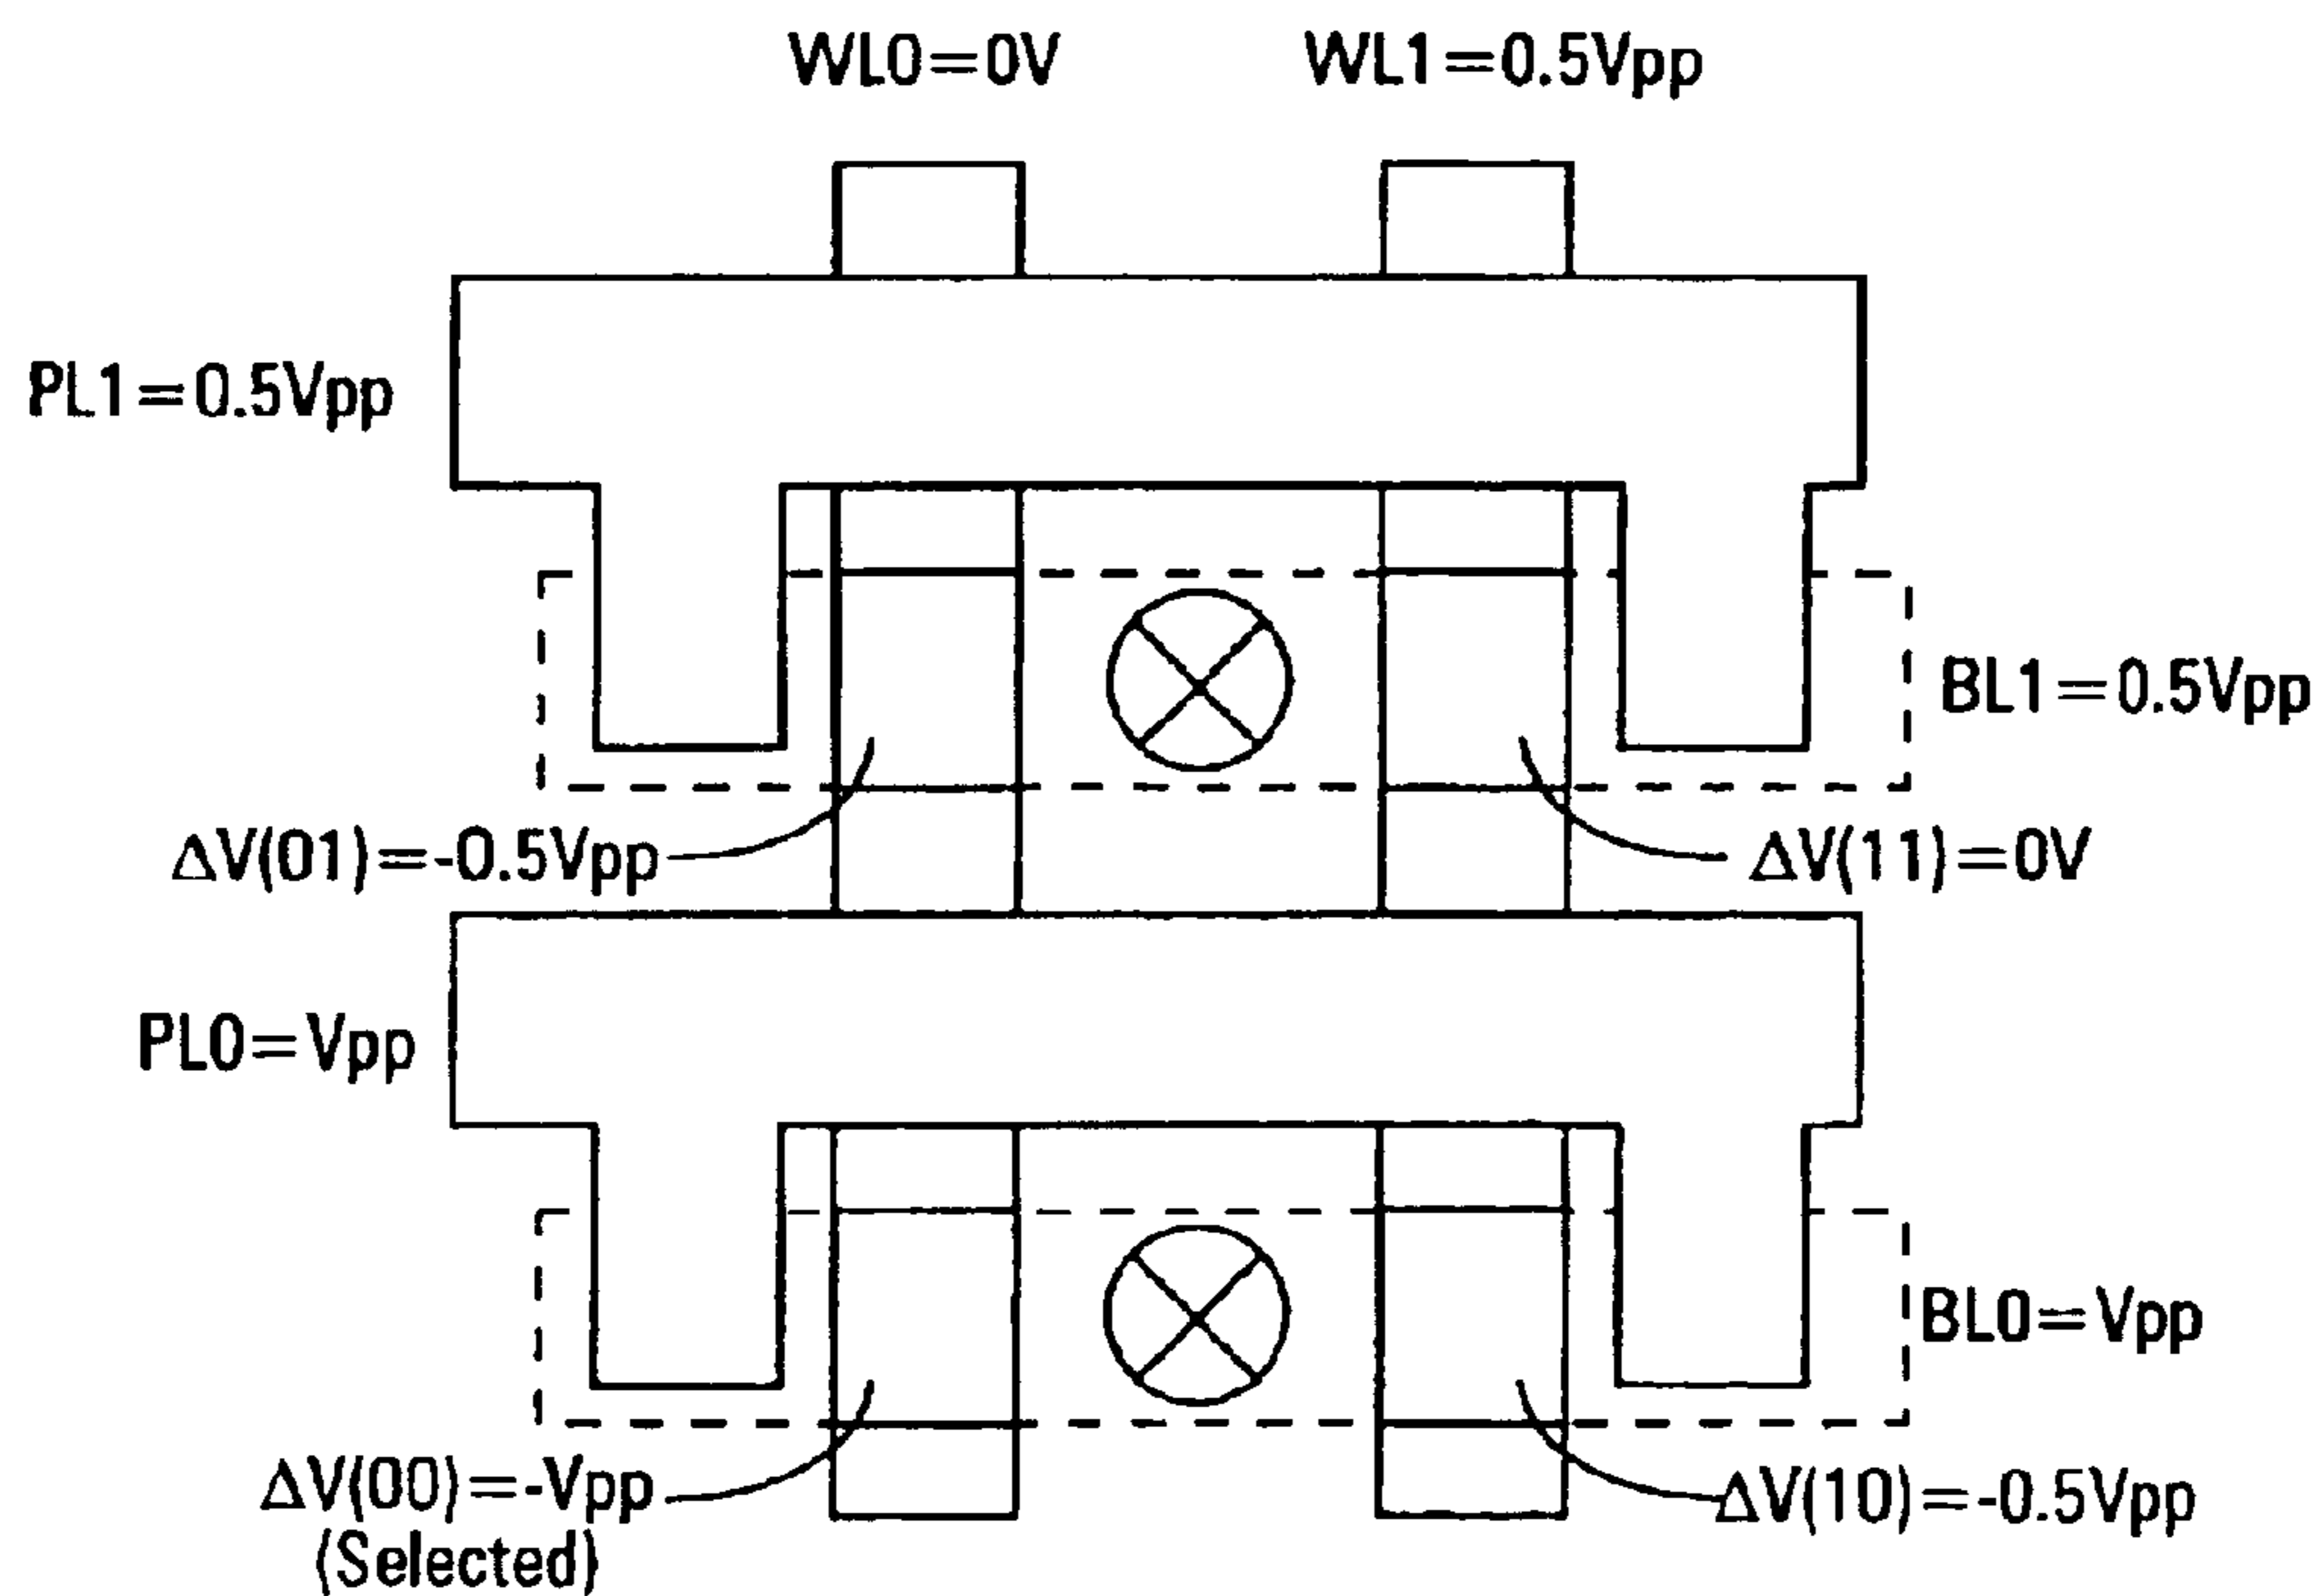 WL0=0V WL1=0.5Vpp
PL1=0.5Vpp
BL1=0.5Vpp
ΔV(01)=-0.5Vpp ΔV(11)=0V
PL0=Vpp
BL0=Vpp
ΔV(00)=-Vpp ΔV(10)=-0.5Vpp
(Selected)